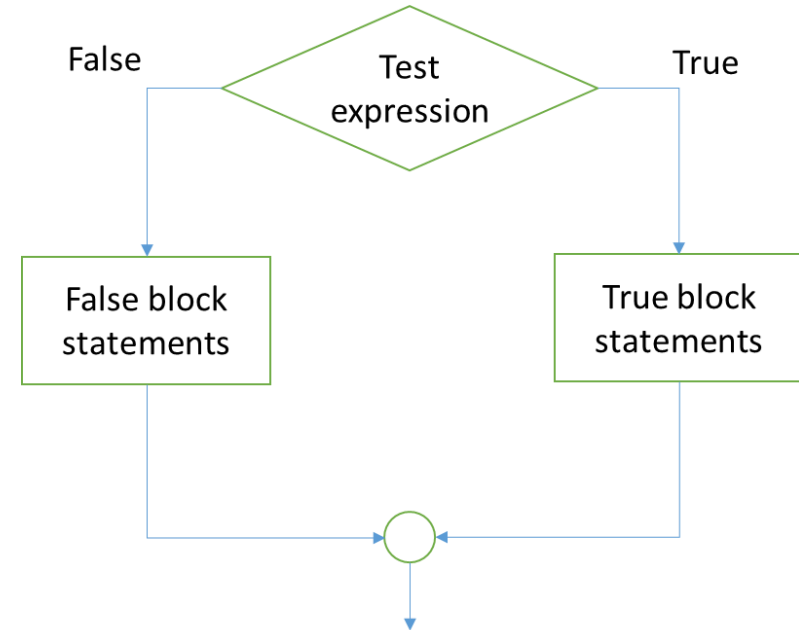 False
Test
expression
True
False block
statements
True block
statements